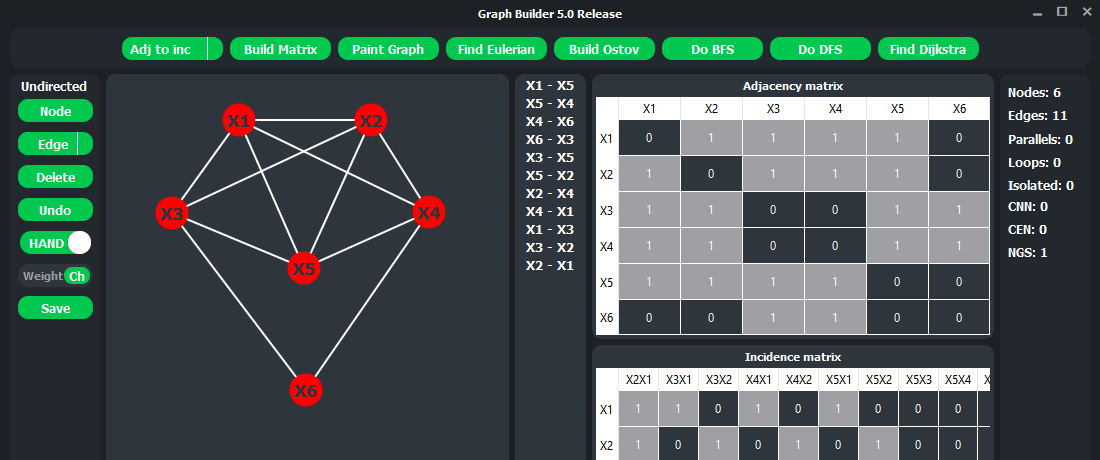 Graph Builder 5.0 Release
Adj to inc Build Matrix Paint Graph Find Eulerian Build Ostov Do BFS Do DFS Find Dijkstra
Undirected
Node
Edge
Delete
Undo
HAND
Weight Ch
Save
X1 X2
X3 X4
X5
X6
X1 - X5
X5 - X4
X4 - X6
X6 - X3
X3 - X5
X5 - X2
X2 - X4
X4 - X1
X1 - X3
X3 - X2
X2 - X1
Adjacency matrix
X1 X2 X3 X4 X5 X6
X1 0 1 1 1 1 0
X2 1 0 1 1 1 0
X3 1 1 0 0 1 1
X4 1 1 0 0 1 1
X5 1 1 1 1 0 0
X6 0 0 1 1 0 0
Incidence matrix
X2X1 X3X1 X3X2 X4X1 X4X2 X5X1 X5X2 X5X3 X5X4
X1 1 1 0 1 0 1 0 0 0
X2 1 0 1 0 1 0 1 0 0
Nodes: 6
Edges: 11
Parallels: 0
Loops: 0
Isolated: 0
CNN: 0
CEN: 0
NGS: 1